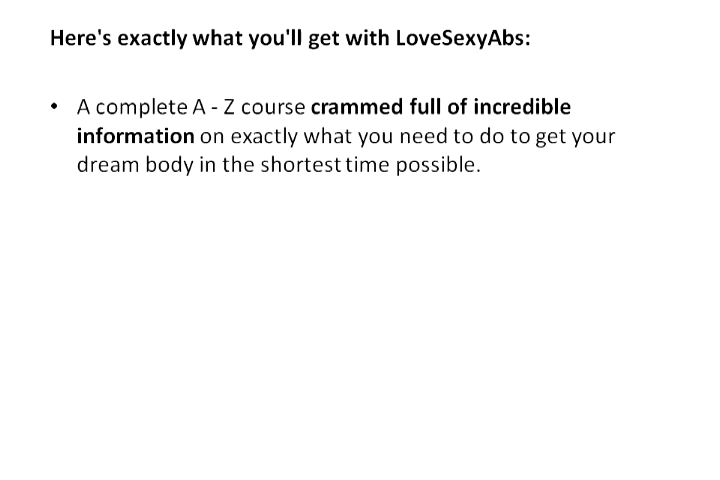 Here's exactly what you'll get with LoveSexyAbs:
• A complete A - Z course crammed full of incredible
information on exactly what you need to do to get your
dream body in the shortest time possible.